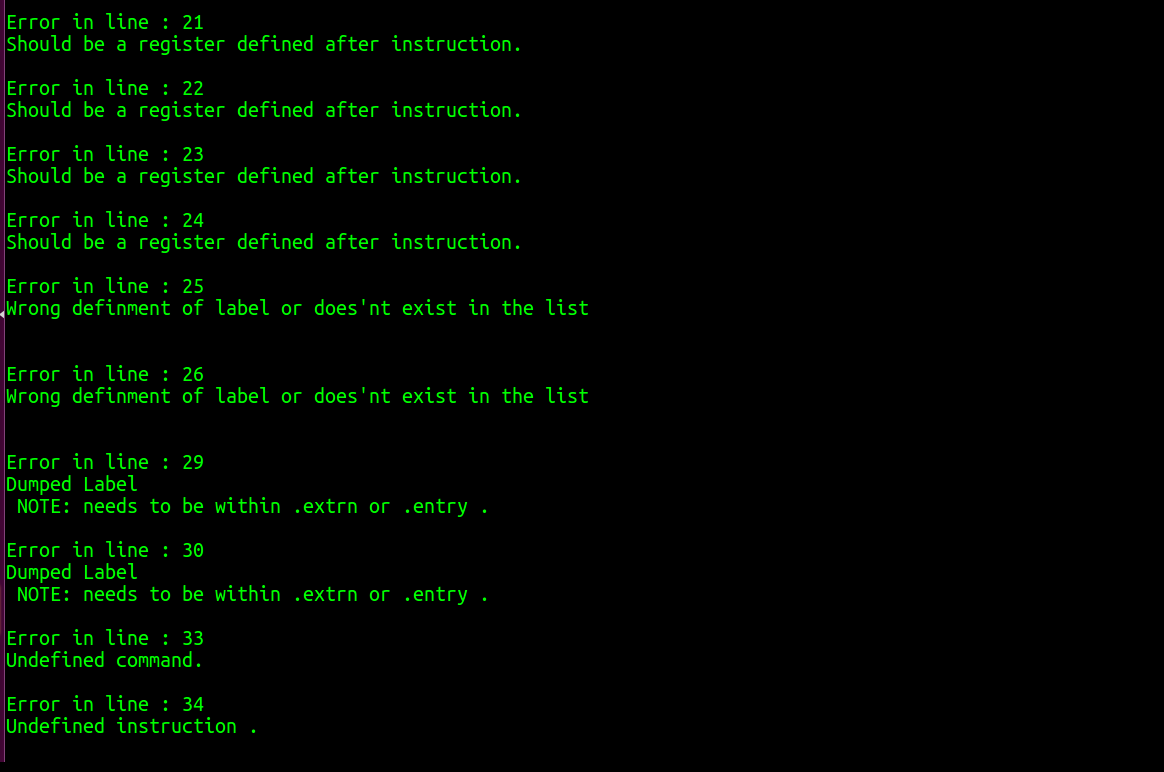 Error in line : 21
Should be a register defined after instruction.
Error in line : 22
Should be a register defined after instruction.
Error in line : 23
Should be a register defined after instruction.
Error in line : 24
Should be a register defined after instruction.
Error in line : 25
Wrong definment of label or does'nt exist in the list
Error in line : 26
Wrong definment of label or does'nt exist in the list
Error in line : 29
Dumped Label
NOTE: needs to be within .extrn or .entry .
Error in line : 30
Dumped Label
NOTE: needs to be within .extrn or .entry .
Error in line : 33
Undefined command.
Error in line : 34
Undefined instruction .